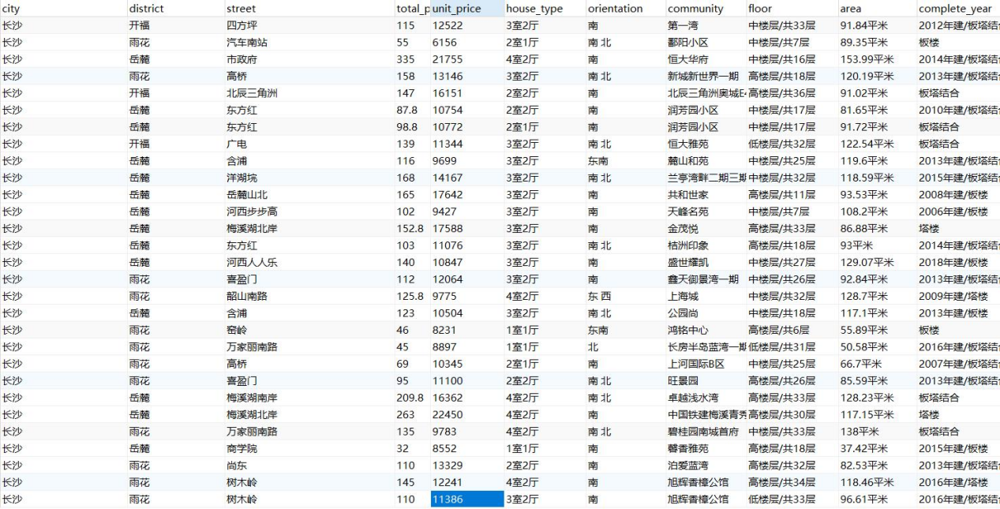 city district street total_p unit_price house_type orientation community floor area complete_year
长沙 开福 四方坪 115 12522 3室2厅 南 第一湾 中楼层/共33层 91.84平米 2012年建/板塔结
长沙 雨花 汽车南站 55 6156 2室1厅 南 北 鄱阳小区 中楼层/共7层 89.35平米 板楼
长沙 岳麓 市政府 335 21755 4室2厅 南 恒大华府 中楼层/共16层 153.99平米 2014年建/板塔结
长沙 雨花 高桥 158 13146 3室2厅 南 北 新城新世界一期 高楼层/共18层 120.19平米 2013年建/板塔结
长沙 开福 北辰三角洲 147 16151 2室2厅 南 北辰三角洲奥城E 高楼层/共36层 91.02平米 板塔结合
长沙 岳麓 东方红 87.8 10754 2室2厅 南 润芳园小区 中楼层/共17层 81.65平米 2010年建/板塔结
长沙 岳麓 东方红 98.8 10772 2室1厅 南 润芳园小区 中楼层/共17层 91.72平米 板塔结合
长沙 开福 广电 139 11344 3室2厅 南 北 恒大雅苑 低楼层/共32层 122.54平米 板塔结合
长沙 岳麓 含浦 116 9699 3室2厅 东南 麓山和苑 中楼层/共25层 119.6平米 2013年建/板塔结
长沙 岳麓 洋湖垸 168 14167 3室2厅 南 北 兰亭湾畔二期三期 中楼层/共32层 118.59平米 2015年建/板塔结
长沙 岳麓 岳麓山北 165 17642 3室2厅 南 共和世家 高楼层/共11层 93.53平米 2008年建/板楼
长沙 岳麓 河西步步高 102 9427 3室2厅 南 天峰名苑 中楼层/共7层 108.2平米 2006年建/板楼
长沙 岳麓 梅溪湖北岸 152.8 17588 3室2厅 南 金茂悦 高楼层/共33层 86.88平米 塔楼
长沙 岳麓 东方红 103 11076 3室2厅 南 北 桔洲印象 高楼层/共18层 93平米 2014年建/板塔结
长沙 岳麓 河西人人乐 140 10847 3室2厅 南 盛世耀凯 中楼层/共27层 129.07平米 2018年建/板楼
长沙 雨花 喜盈门 112 12064 3室2厅 南 鑫天御景湾一期 中楼层/共26层 92.84平米 2013年建/板塔结
长沙 雨花 韶山南路 125.8 9775 4室2厅 东 西 上海城 中楼层/共32层 128.7平米 2009年建/塔楼
长沙 岳麓 含浦 123 10504 3室2厅 南 北 公园尚 中楼层/共18层 117.1平米 2013年建/板楼
长沙 雨花 窑岭 46 8231 1室1厅 东南 鸿铭中心 高楼层/共6层 55.89平米 板楼
长沙 雨花 万家丽南路 45 8897 1室1厅 北 长房半岛蓝湾一期 低楼层/共31层 50.58平米 2016年建/板塔结
长沙 雨花 高桥 69 10345 2室1厅 南 上河国际B区 中楼层/共25层 66.7平米 2007年建/板塔结
长沙 雨花 喜盈门 95 11100 2室2厅 南 北 旺景园 高楼层/共26层 85.59平米 2013年建/板塔结
长沙 岳麓 梅溪湖南岸 209.8 16362 4室2厅 南 北 卓越浅水湾 高楼层/共33层 128.23平米 板塔结合
长沙 岳麓 梅溪湖北岸 263 22450 4室2厅 南 中国铁建梅溪青秀 高楼层/共30层 117.15平米 塔楼
长沙 雨花 万家丽南路 135 9783 4室2厅 南 北 碧桂园南城首府 中楼层/共33层 138平米 板塔结合
长沙 岳麓 商学院 32 8552 1室1厅 南 麓香雅苑 高楼层/共18层 37.42平米 2015年建/板楼
长沙 雨花 尚东 110 13329 2室2厅 南 泊爱蓝湾 高楼层/共32层 82.53平米 2013年建/板塔结
长沙 雨花 树木岭 145 12241 4室2厅 南 旭辉香樟公馆 高楼层/共34层 118.46平米 2016年建/塔楼
长沙 雨花 树木岭 110 11386 3室2厅 南 旭辉香樟公馆 低楼层/共33层 96.61平米 2016年建/板塔结